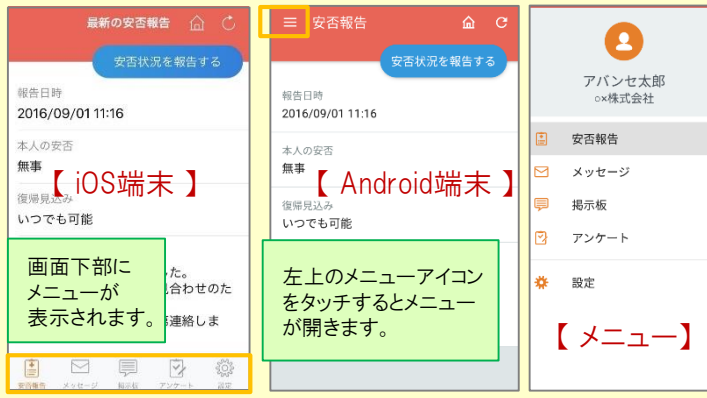 最新の安否報告
安否状況を報告する
報告日時
2016/09/01 11:16
本人の安否
無事
【 iOS端末 】
復帰見込み
いつでも可能
画面下部に
メニューが
表示されます。
た。
合わせのた
連絡しま
安否報告
メッセージ
掲示板
アンケート
設定
安否報告
安否状況を報告する
報告日時
2016/09/01 11:16
本人の安否
無事
【 Android端末 】
復帰見込み
いつでも可能
左上のメニューアイコン
をタッチするとメニュー
が開きます。
アバンセ太郎
○×株式会社
安否報告
メッセージ
掲示板
アンケート
設定
【 メニュー】